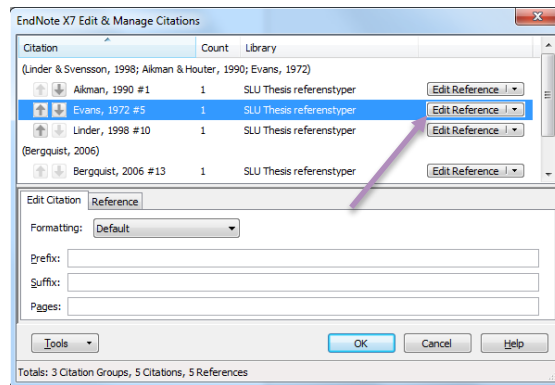 EndNote X7 Edit & Manage Citations
Citation Count Library
(Linder & Svensson, 1998; Aikman & Houter, 1990; Evans, 1972)
Aikman, 1990 #1 1 SLU Thesis referenstyper Edit Reference
Evans, 1972 #5 1 SLU Thesis referenstyper Edit Reference
Linder, 1998 #10 1 SLU Thesis referenstyper Edit Reference
(Bergquist, 2006)
Bergquist, 2006 #13 1 SLU Thesis referenstyper Edit Reference
Edit Citation Reference
Formatting: Default
Prefix:
Suffix:
Pages:
Tools OK Cancel Help
Totals: 3 Citation Groups, 5 Citations, 5 References